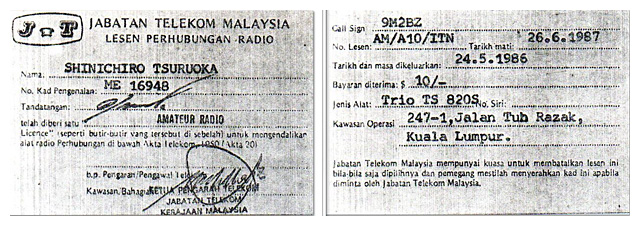 J T
JABATAN TELEKOM MALAYSIA
LESEN PERHUBUNGAN RADIO
Nama: SHINICHIRO TSURUOKA
No. Kad Pengenalan: ME 16948
Tandatangan:
telah diberi satu AMATEUR RADIO
Licence" (seperti butir-butir yang tersebut di sebelah) untuk mengendalikan
alat radio Perhubungan di bawah Akta Telekom, 1950 (Akta 20)
b.p. Pengarah/Pengawal Telekom
Kawasan/Bahagian KETUA PENGARAH TELEKOM
JABATAN TELEKOM
KERAJAAN MALAYSIA
Call Sign 9M2BZ
No. Lesen: AM/A10/ITN Tarikh mati: 26.6.1987
Tarikh dan masa dikeluarkan: 24.5.1986
Bayaran diterima: $ 10/-
Jenis Alat: Trio TS 820S No. Siri:
Kawasan Operasi 247-1, Jalan Tuh Razak,
Kuala Lumpur.
Jabatan Telekom Malaysia mempunyai kuasa untuk membatalkan lesen ini
bila-bila saja dipilihnya dan pemegang mestilah menyerahkan kad ini apabila
diminta oleh Jabatan Telekom Malaysia.